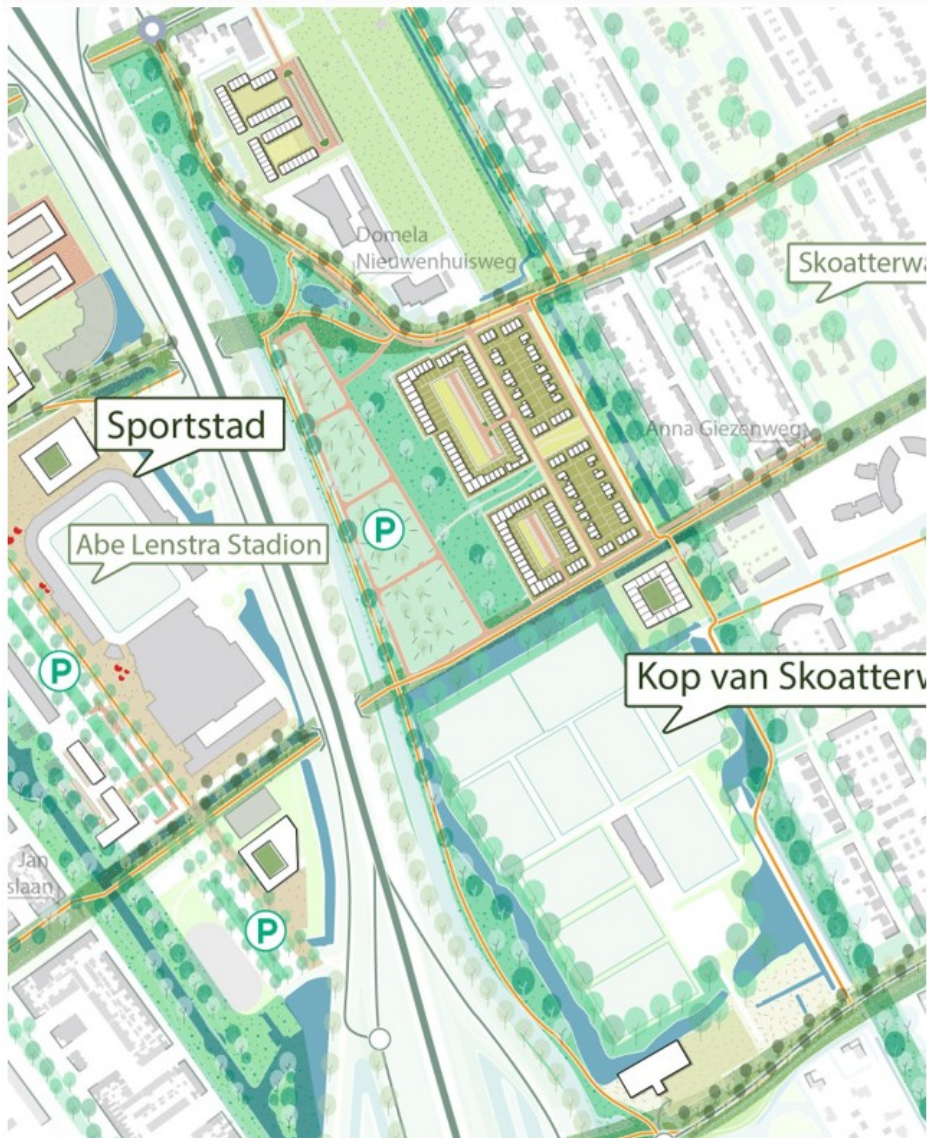 Domela
Nieuwenhuisweg
Skoatterwa
Sportstad
Anna Giezenweg
P
Abe Lenstra Stadion
P
Kop van Skoatterw
Jan
slaan
P